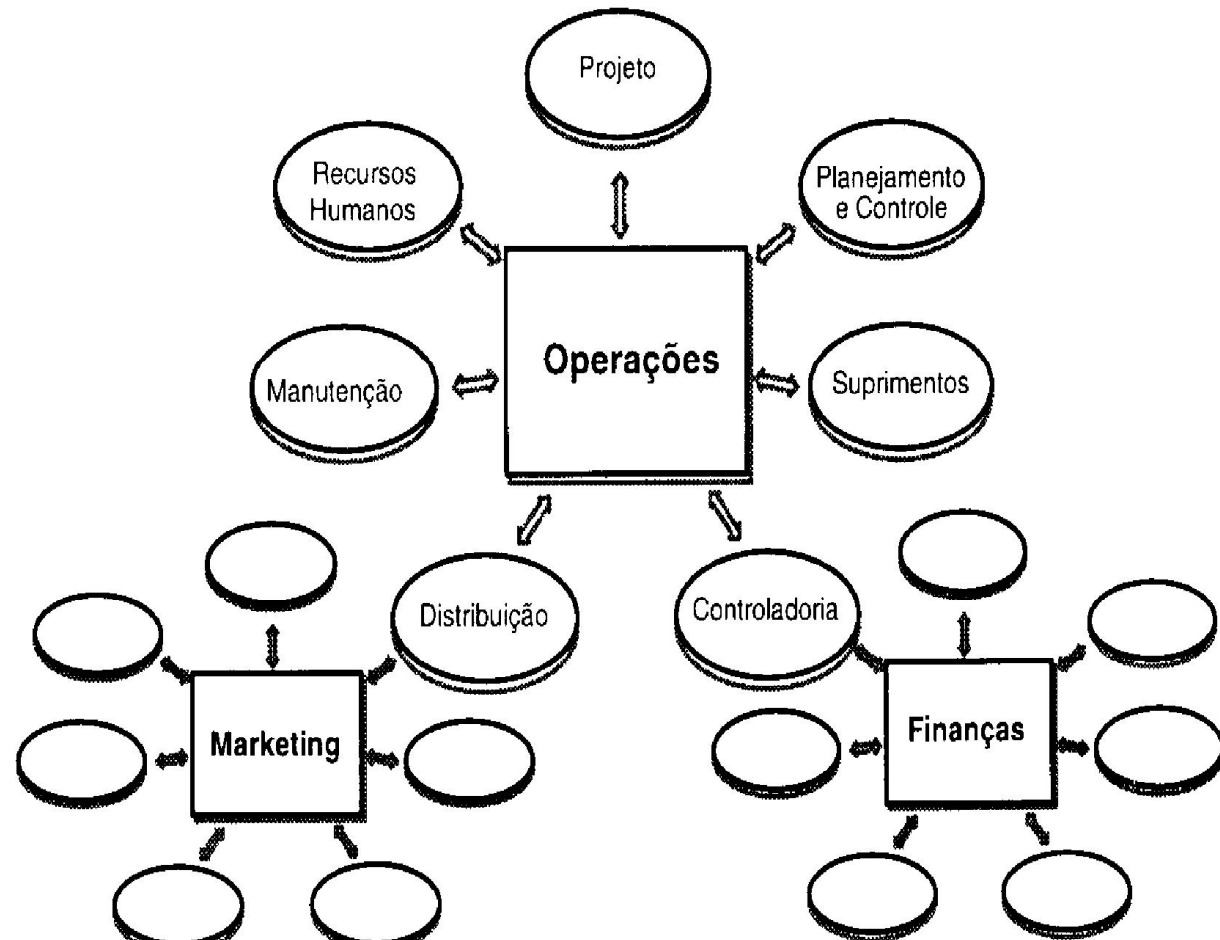 Projeto
Recursos
Humanos
Planejamento
e Controle
Operações
Manutenção
Suprimentos
Distribuição
Controladoria
Marketing
Finanças